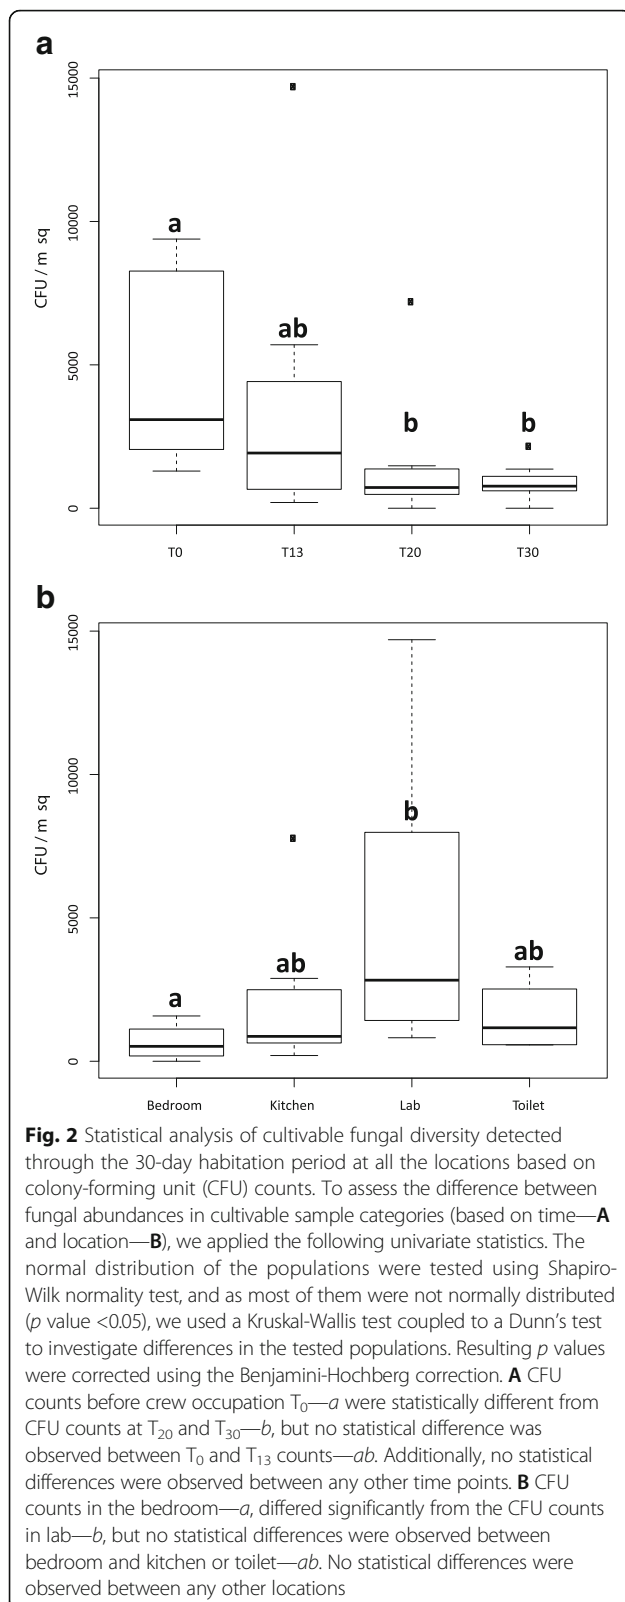 a
15000
10000
5000
0
CFU / m sq
a
ab
b
b
T0
T13
T20
T30
b
15000
10000
5000
0
CFU / m sq
a
ab
b
ab
Bedroom
Kitchen
Lab
Toilet
Fig. 2 Statistical analysis of cultivable fungal diversity detected
through the 30-day habitation period at all the locations based on
colony-forming unit (CFU) counts. To assess the difference between
fungal abundances in cultivable sample categories (based on time—A
and location—B), we applied the following univariate statistics. The
normal distribution of the populations were tested using Shapiro-
Wilk normality test, and as most of them were not normally distributed
(p value <0.05), we used a Kruskal-Wallis test coupled to a Dunn's test
to investigate differences in the tested populations. Resulting p values
were corrected using the Benjamini-Hochberg correction. A CFU
counts before crew occupation T0—a were statistically different from
CFU counts at T20 and T30—b, but no statistical difference was
observed between T0 and T13 counts—ab. Additionally, no statistical
differences were observed between any other time points. B CFU
counts in the bedroom—a, differed significantly from the CFU counts
in lab—b, but no statistical differences were observed between
bedroom and kitchen or toilet—ab. No statistical differences were
observed between any other locations